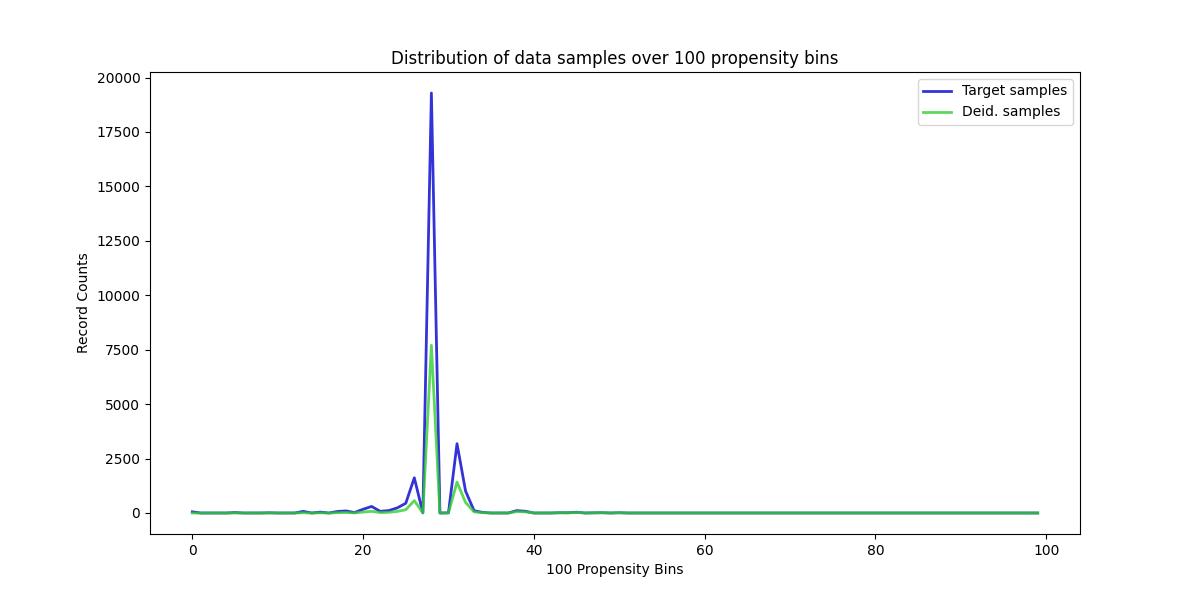 Distribution of data samples over 100 propensity bins
Target samples
Deid. samples
20000
17500
15000
12500
10000
7500
5000
2500
0
Record Counts
0 20 40 60 80 100
100 Propensity Bins